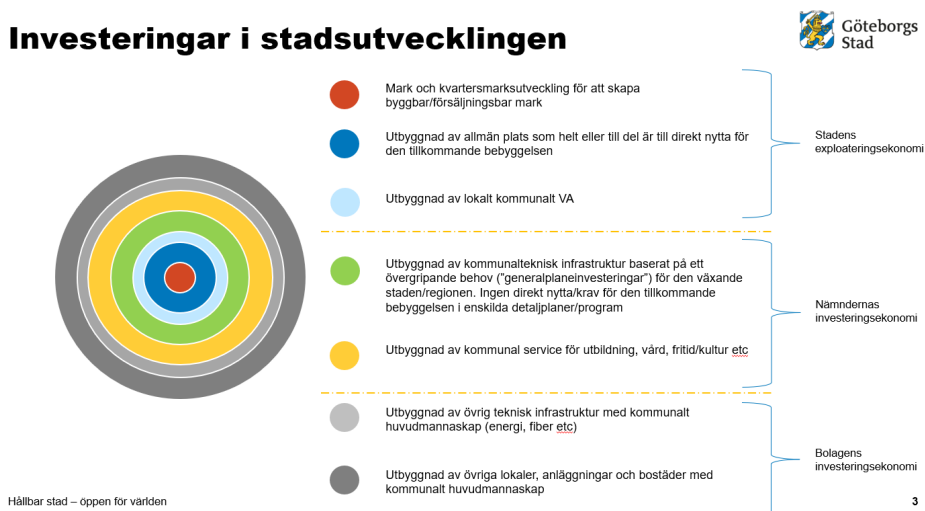 Investeringar i stadsutvecklingen
Göteborgs
Stad
Mark och kvartersmarksutveckling för att skapa
byggbar/försäljningsbar mark
Utbyggnad av allmän plats som helt eller till del är till direkt nytta för
den tillkommande bebyggelsen
Utbyggnad av lokalt kommunalt VA
Stadens
exploateringsekonomi
Utbyggnad av kommunalteknisk infrastruktur baserat på ett
övergripande behov ("generalplaneinvesteringar") för den växande
staden/regionen. Ingen direkt nytta/krav för den tillkommande
bebyggelsen i enskilda detaljplaner/program
Utbyggnad av kommunal service för utbildning, vård, fritid/kultur etc
Nämndernas
investeringsekonomi
Utbyggnad av övrig teknisk infrastruktur med kommunalt
huvudmannaskap (energi, fiber etc)
Utbyggnad av övriga lokaler, anläggningar och bostäder med
kommunalt huvudmannaskap
Bolagens
investeringsekonomi
Hållbar stad – öppen för världen
3